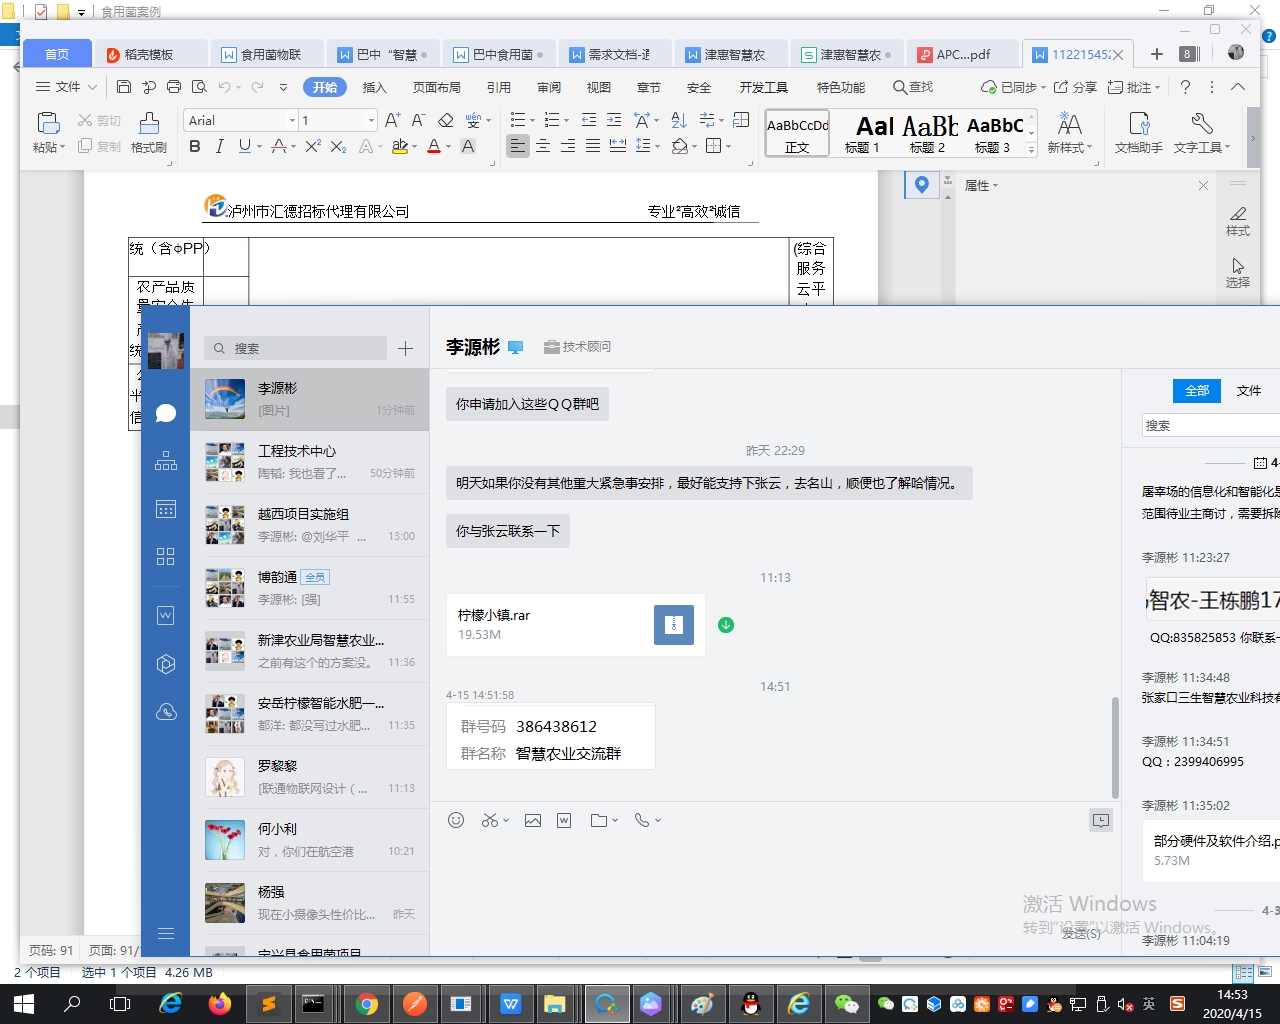 食用菌案例
首页
稻壳模板
食用菌物联
巴中“智慧
巴中食用菌
需求文档-退
津惠智慧农
津惠智慧农
APC...pdf
112215452
8
文件
开始
插入
页面布局
引用
审阅
视图
章节
安全
开发工具
特色功能
查找
已同步
分享
批注
粘贴
剪切
复制
格式刷
Arial
1
AaBbCcDd
正文
AaI
标题 1
AaBb
标题 2
AaBbC
标题 3
新样式
文档助手
文字工具
泸州市汇德招标代理有限公司
专业²高效²诚信
属性
样式
选择
统（含фPP）
(综合
服务
云平
农产品质
搜索
李源彬
[图片]
1分钟前
工程技术中心
陶韬: 我也看了...
50分钟前
越西项目实施组
李源彬: @刘华平 ...
13:00
博韵通
全员
李源彬: [强]
11:55
新津农业局智慧农业...
之前有这个的方案没。
11:36
安岳柠檬智能水肥一...
都洋: 都没写过水肥...
11:35
罗黎黎
[联通物联网设计（...
11:13
何小利
对，你们在航空港
10:21
杨强
现在小摄像头性价比...
昨天
李源彬
技术顾问
你申请加入这些QQ群吧
昨天 22:29
明天如果你没有其他重大紧急事安排，最好能支持下张云，去名山，顺便也了解哈情况。
你与张云联系一下
11:13
柠檬小镇.rar
19.53M
14:51
4-15 14:51:58
群号码 386438612
群名称 智慧农业交流群
发送(S)
全部
文件
搜索
4-
屠宰场的信息化和智能化是
范围待业主商讨，需要拆除
李源彬 11:23:27
智农-王栋鹏17
QQ:835825853 你联系一
李源彬 11:34:48
张家口三生智慧农业科技有
李源彬 11:34:51
QQ：2399406995
李源彬 11:35:02
部分硬件及软件介绍.p
5.73M
4-3
李源彬 11:04:19
激活 Windows
转到“设置”以激活 Windows。
页码: 91
页面: 91/
2 个项目
选中 1 个项目 4.26 MB
英
14:53
2020/4/15